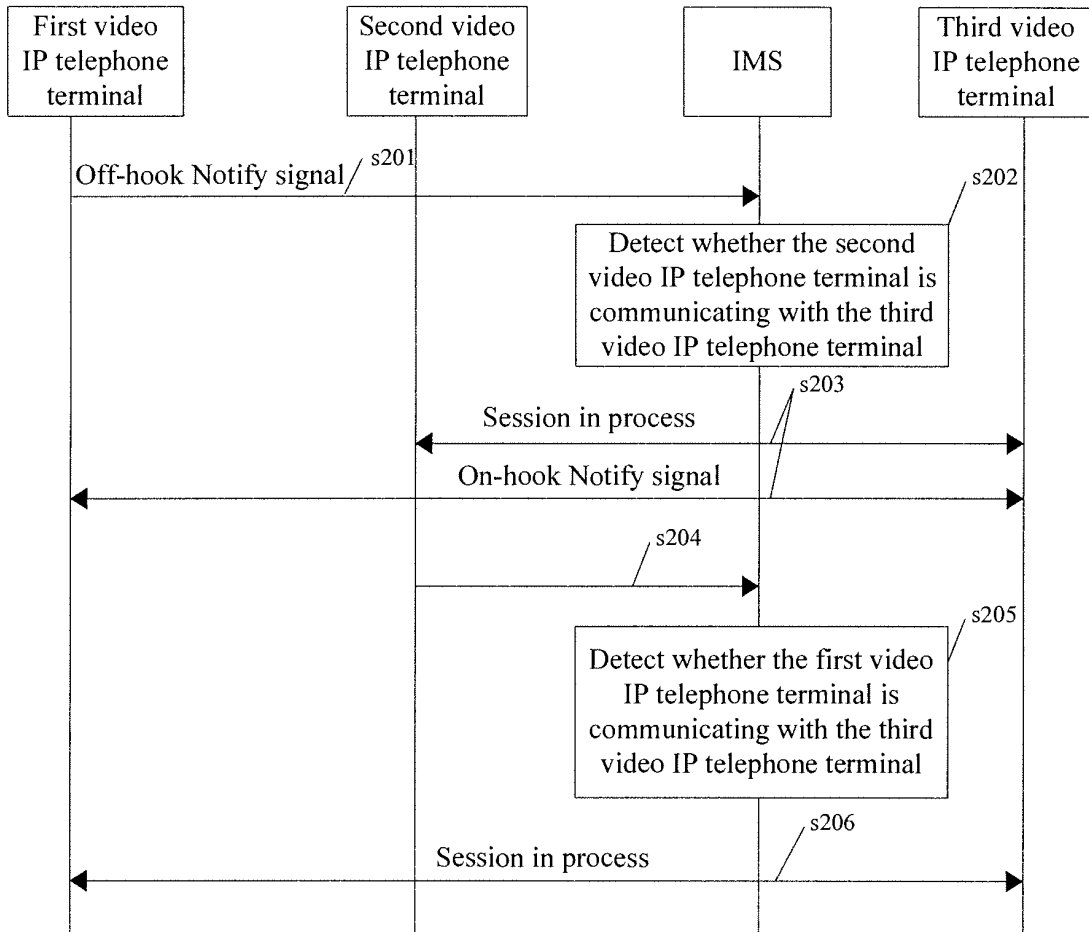 First video
IP telephone
terminal
Second video
IP telephone
terminal
IMS
Third video
IP telephone
terminal
Off-hook Notify signal
s201
s202
Detect whether the second
video IP telephone terminal is
communicating with the third
video IP telephone terminal
s203
Session in process
On-hook Notify signal
s204
s205
Detect whether the first video
IP telephone terminal is
communicating with the third
video IP telephone terminal
s206
Session in process